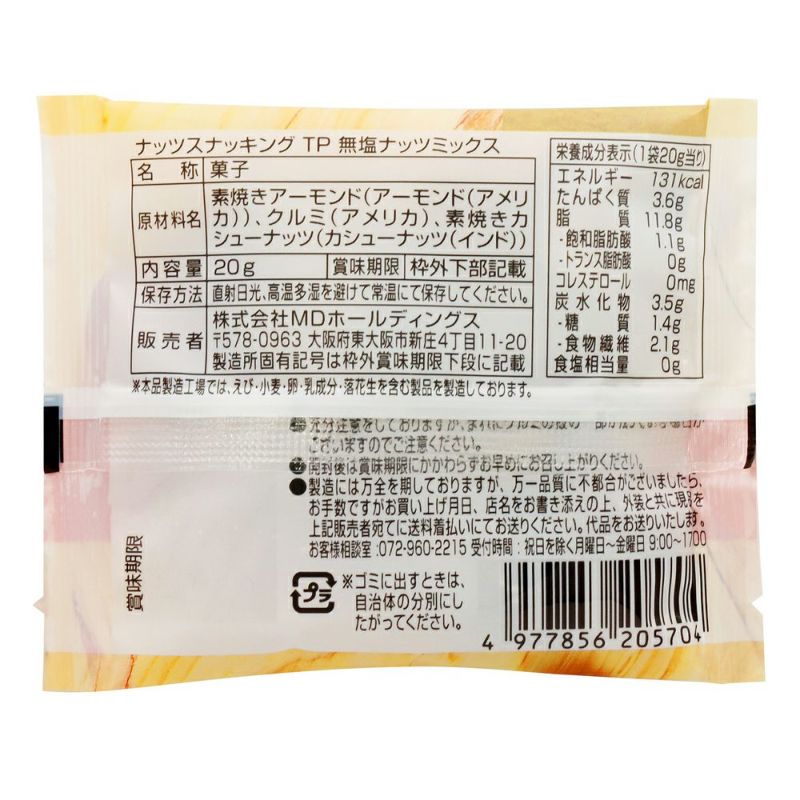 ナッツスナッキング TP 無塩ナッツミックス
名 称 菓子
原材料名 素焼きアーモンド(アーモンド(アメリ
カ))、クルミ(アメリカ)、素焼きカ
シューナッツ(カシューナッツ(インド))
内容量 20g 賞味期限 枠外下部記載
保存方法 直射日光、高温多湿を避けて常温にて保存してください。
販売者 株式会社MDホールディングス
〒578-0963 大阪府東大阪市新庄4丁目11-20
製造所固有記号は枠外賞味期限下段に記載
※本品製造工場では、えび・小麦・卵・乳成分・落花生を含む製品を製造しております。
栄養成分表示(1袋20g当り)
エネルギー 131kcal
たんぱく質 3.6g
脂 質 11.8g
-飽和脂肪酸 1.1g
-トランス脂肪酸 0g
コレステロール 0mg
炭水化物 3.5g
-糖 質 1.4g
-食物繊維 2.1g
食塩相当量 0g
充分注意をしておりますが、まれに
ございますのでご注意ください。
開封後は賞味期限にかかわらずお早めにお召し上がりください。
●製造には万全を期しておりますが、万一品質に不都合がございましたら、
お手数ですがお買い上げ月日、店名をお書き添えの上、外装と共に現品を
上記販売者宛てに送料着払いにてお送りください。代品をお送りいたします。
お客様相談室:072-960-2215 受付時間:祝日を除く月曜日~金曜日 9:00~17:00
賞味期限
プラ
※ゴミに出すときは、
自治体の分別にし
たがってください。
4 977856 205704